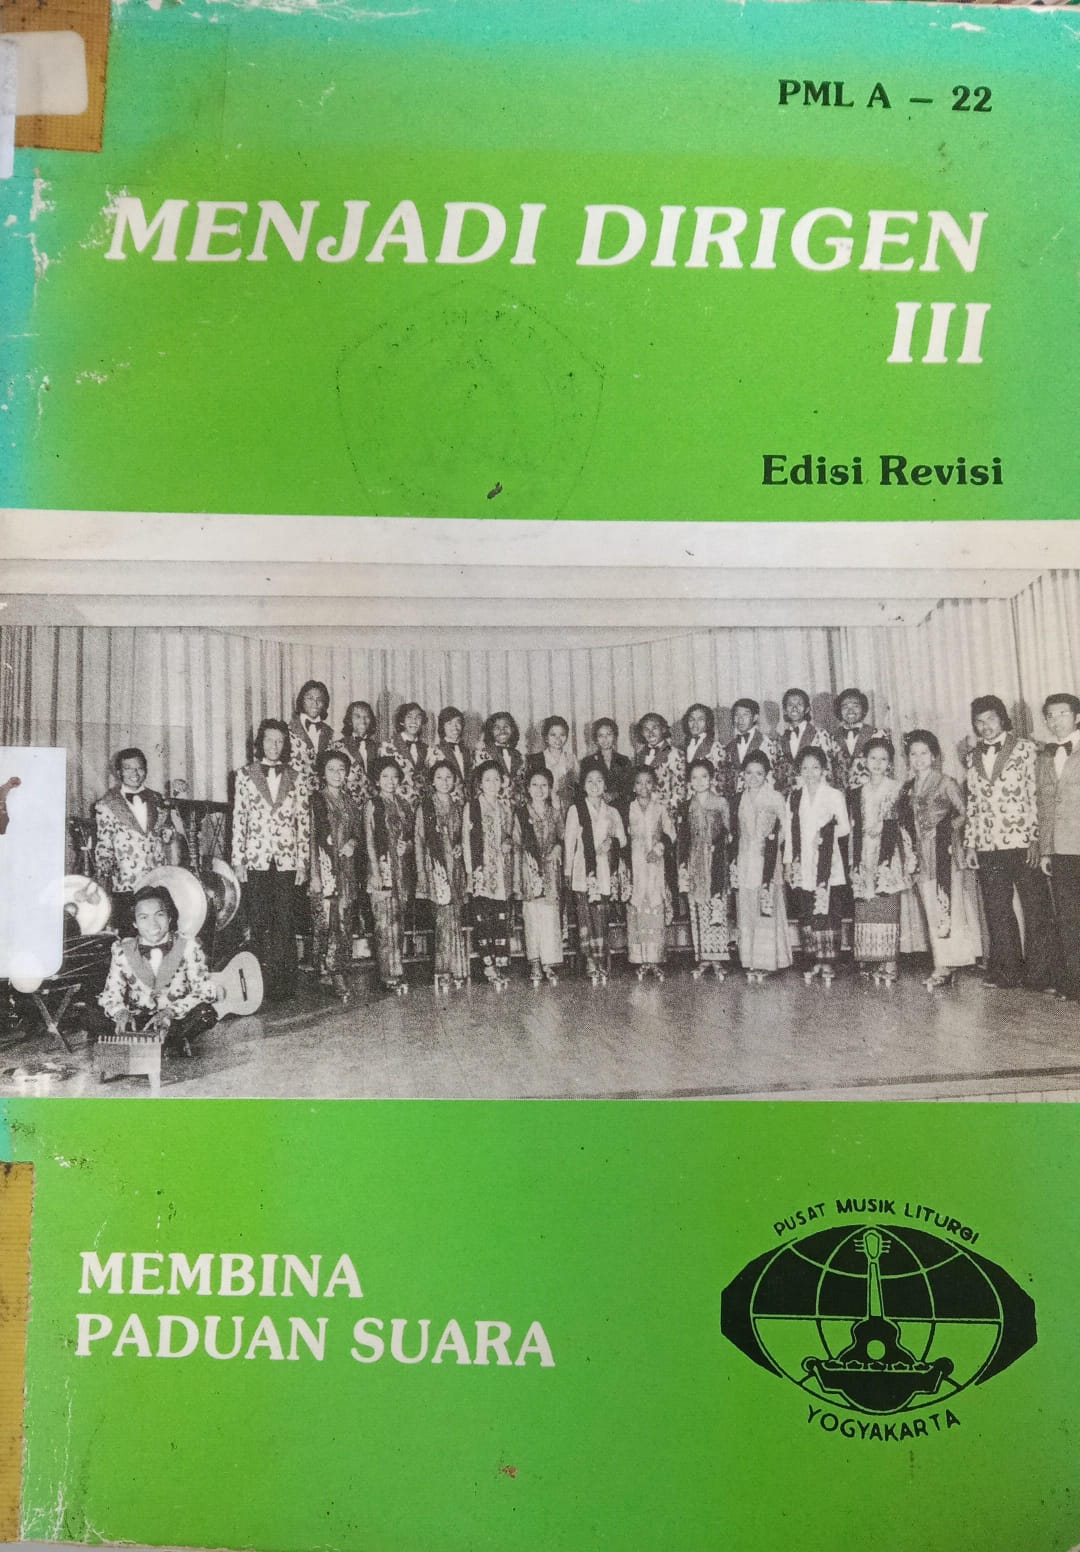 PML A – 22
MENJADI DIRIGEN
III
Edisi Revisi
MEMBINA
PADUAN SUARA
PUSAT MUSIK LITURGI
YOGYAKARTA